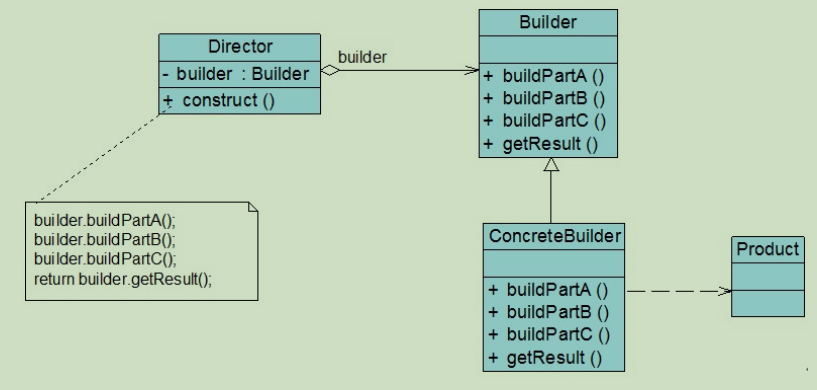 Director
- builder : Builder
+ construct ()
builder
Builder
+ buildPartA ()
+ buildPartB ()
+ buildPartC ()
+ getResult ()
builder.buildPartA();
builder.buildPartB();
builder.buildPartC();
return builder.getResult();
ConcreteBuilder
+ buildPartA ()
+ buildPartB ()
+ buildPartC ()
+ getResult ()
Product